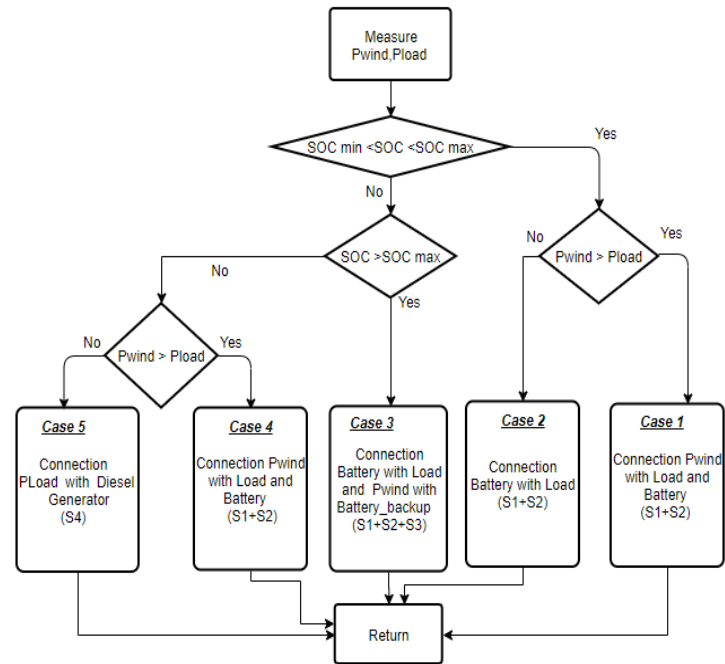 Measure
Pwind,Pload
SOC min <SOC <SOC max
Yes
No
SOC >SOC max
No
Yes
Pwind > Pload
No
Yes
Pwind > Pload
No
Yes
Case 5
Connection
PLoad with Diesel
Generator
(S4)
Case 4
Connection Pwind
with Load and
Battery
(S1+S2)
Case 3
Connection
Battery with Load
and Pwind with
Battery_backup
(S1+S2+S3)
Case 2
Connection
Battery with Load
(S1+S2)
Case 1
Connection Pwind
with Load and
Battery
(S1+S2)
Return